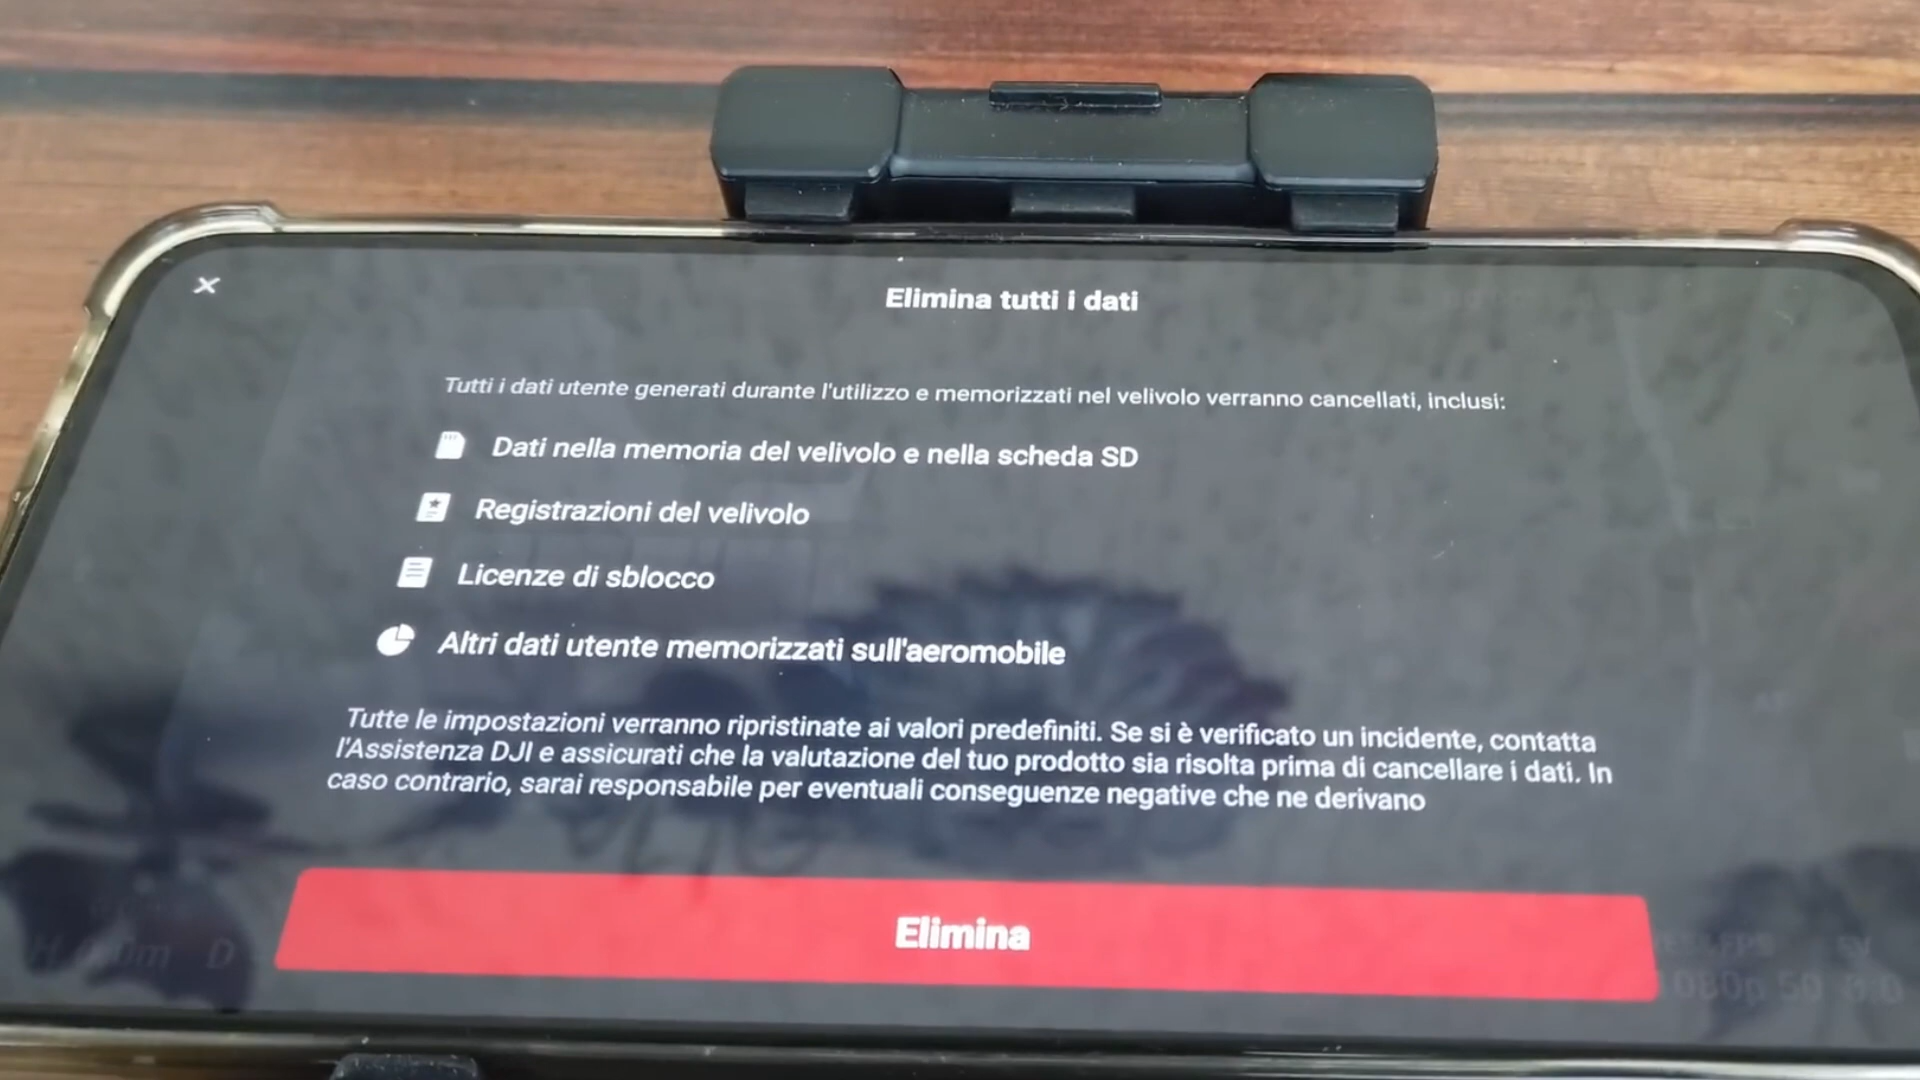 Elimina tutti i dati
Tutti i dati utente generati durante l'utilizzo e memorizzati nel velivolo verranno cancellati, inclusi:
Dati nella memoria del velivolo e nella scheda SD
Registrazioni del velivolo
Licenze di sblocco
Altri dati utente memorizzati sull'aeromobile
Tutte le impostazioni verranno ripristinate ai valori predefiniti. Se si è verificato un incidente, contatta
l'Assistenza DJI e assicurati che la valutazione del tuo prodotto sia risolta prima di cancellare i dati. In
caso contrario, sarai responsabile per eventuali conseguenze negative che ne derivano
Elimina
1080p 50